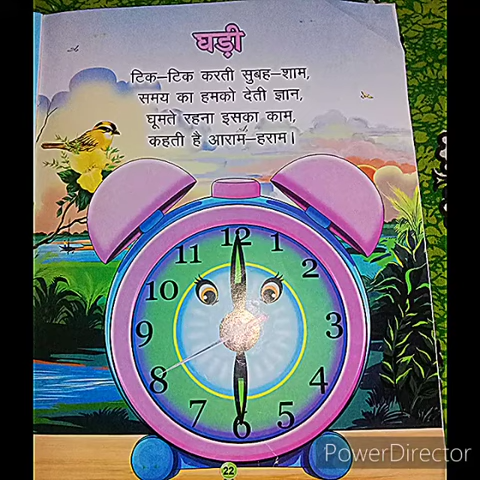 घड़ी
टिक–टिक करती सुबह–शाम,
समय का हमको देती ज्ञान,
घूमते रहना इसका काम,
कहती है आराम–हराम।
12
11
1
10
2
9
3
8
4
7
5
6
22
PowerDirector